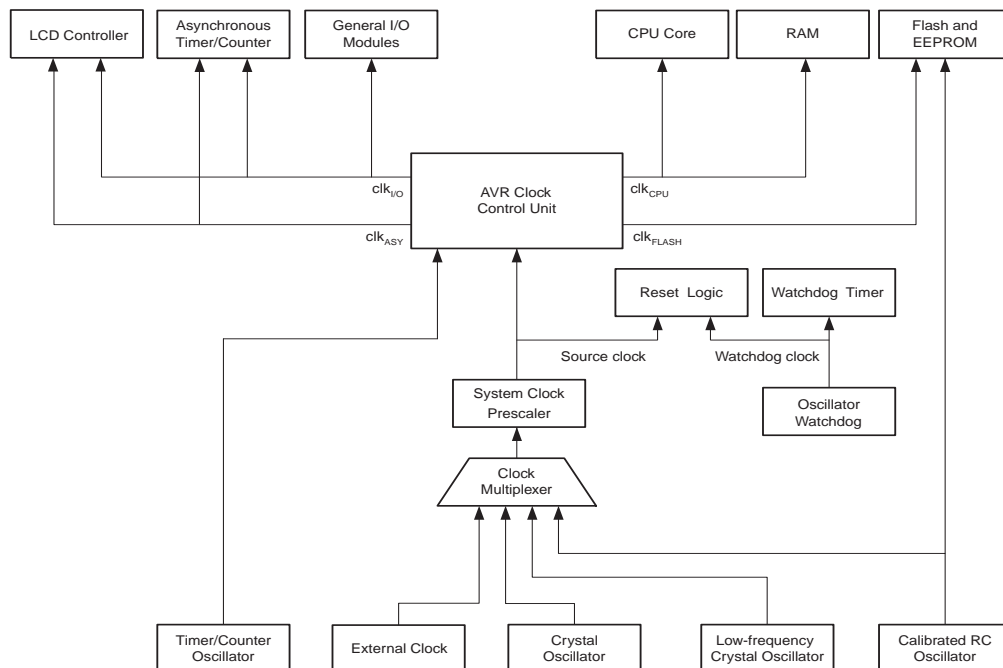 LCD Controller
Asynchronous
Timer/Counter
General I/O
Modules
CPU Core
RAM
Flash and
EEPROM
clkI/O
AVR Clock
Control Unit
clkCPU
clkASY
clkFLASH
Reset Logic
Watchdog Timer
Source clock
Watchdog clock
System Clock
Prescaler
Oscillator
Watchdog
Clock
Multiplexer
Timer/Counter
Oscillator
External Clock
Crystal
Oscillator
Low-frequency
Crystal Oscillator
Calibrated RC
Oscillator